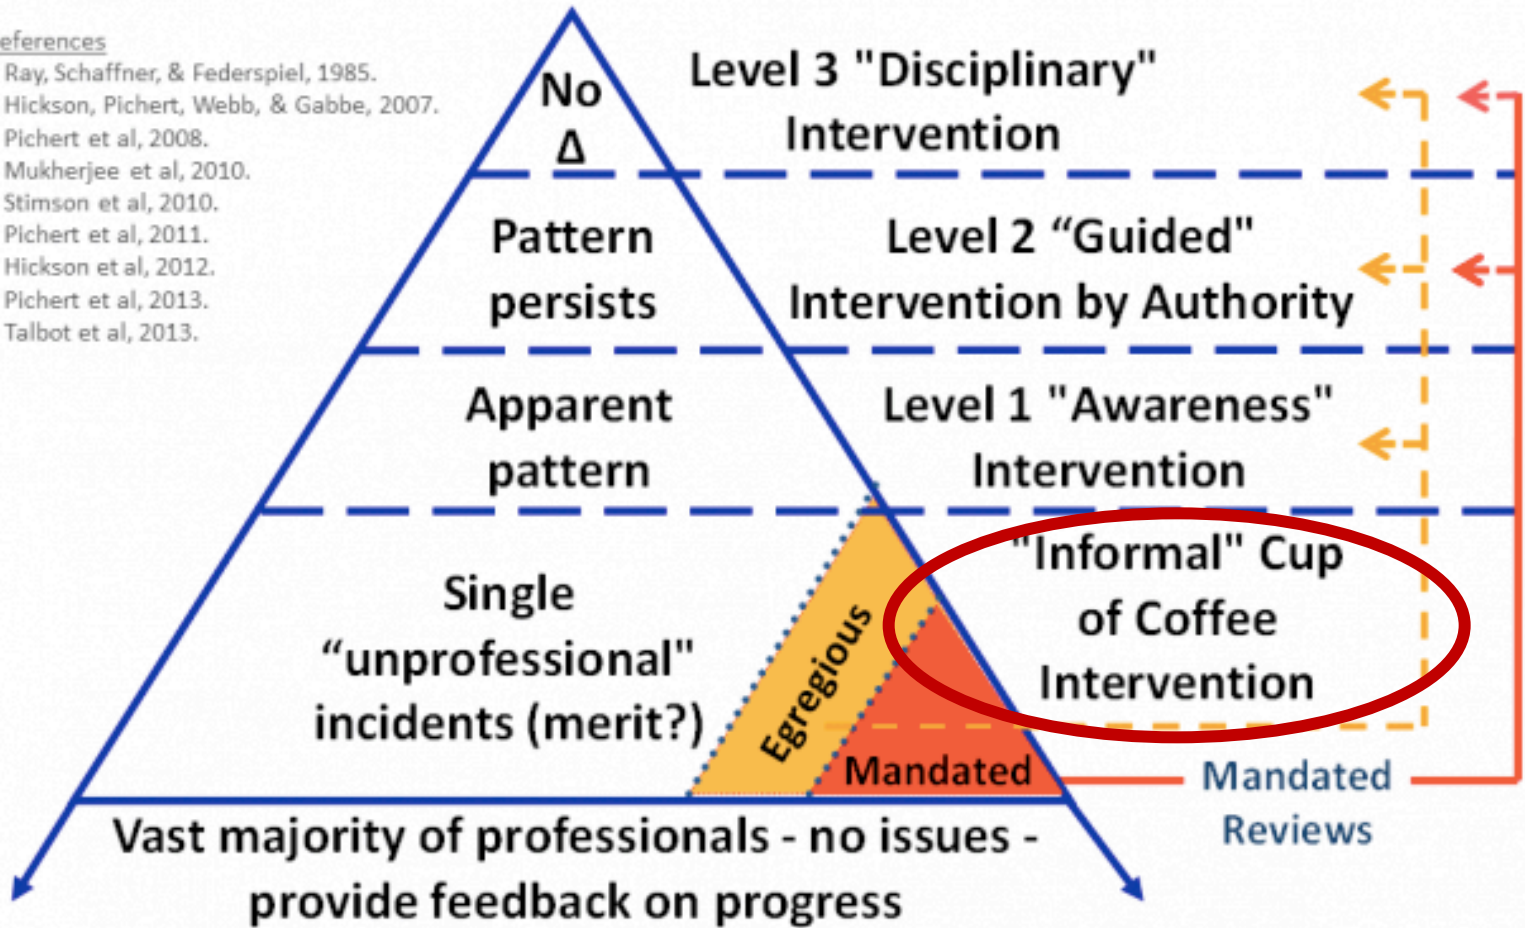 eferences
Ray, Schaffner, & Federspiel, 1985.
Hickson, Pichert, Webb, & Gabbe, 2007.
Pichert et al, 2008.
Mukherjee et al, 2010.
Stimson et al, 2010.
Pichert et al, 2011.
Hickson et al, 2012.
Pichert et al, 2013.
Talbot et al, 2013.
No
Δ
Level 3 "Disciplinary"
Intervention
Pattern
persists
Level 2 “Guided"
Intervention by Authority
Apparent
pattern
Level 1 "Awareness"
Intervention
Single
“unprofessional"
incidents (merit?)
Egregious
Mandated
"Informal" Cup
of Coffee
Intervention
Mandated
Reviews
Vast majority of professionals - no issues -
provide feedback on progress